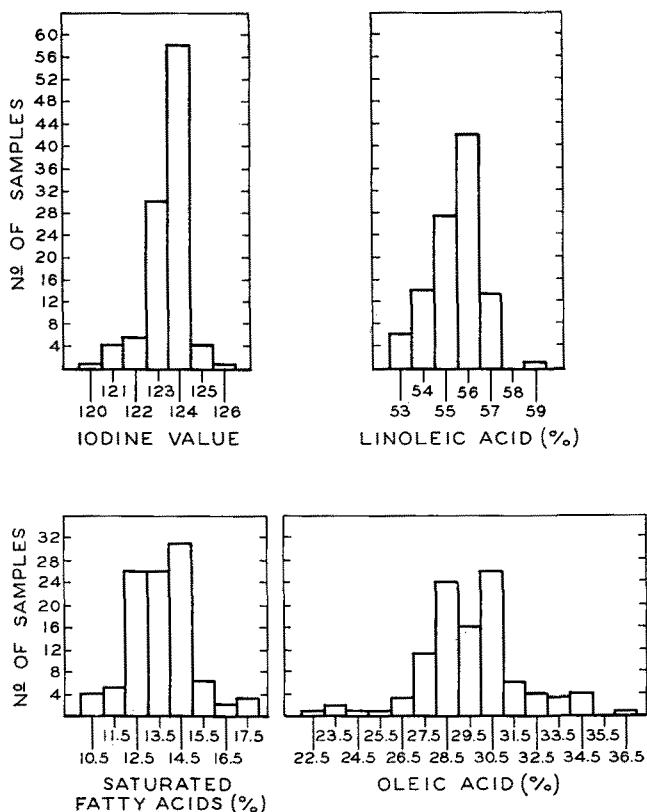 Nº OF SAMPLES
60
56
52
48
44
40
36
32
28
24
20
16
12
8
4
121 123 125
120 122 124 126
IODINE VALUE
54 56 58
53 55 57 59
LINOLEIC ACID (%)
Nº OF SAMPLES
32
28
24
20
16
12
8
4
11.5 13.5 15.5 17.5
10.5 12.5 14.5 16.5
SATURATED
FATTY ACIDS (%)
23.5 25.5 27.5 29.5 31.5 33.5 35.5
22.5 24.5 26.5 28.5 30.5 32.5 34.5 36.5
OLEIC ACID (%)